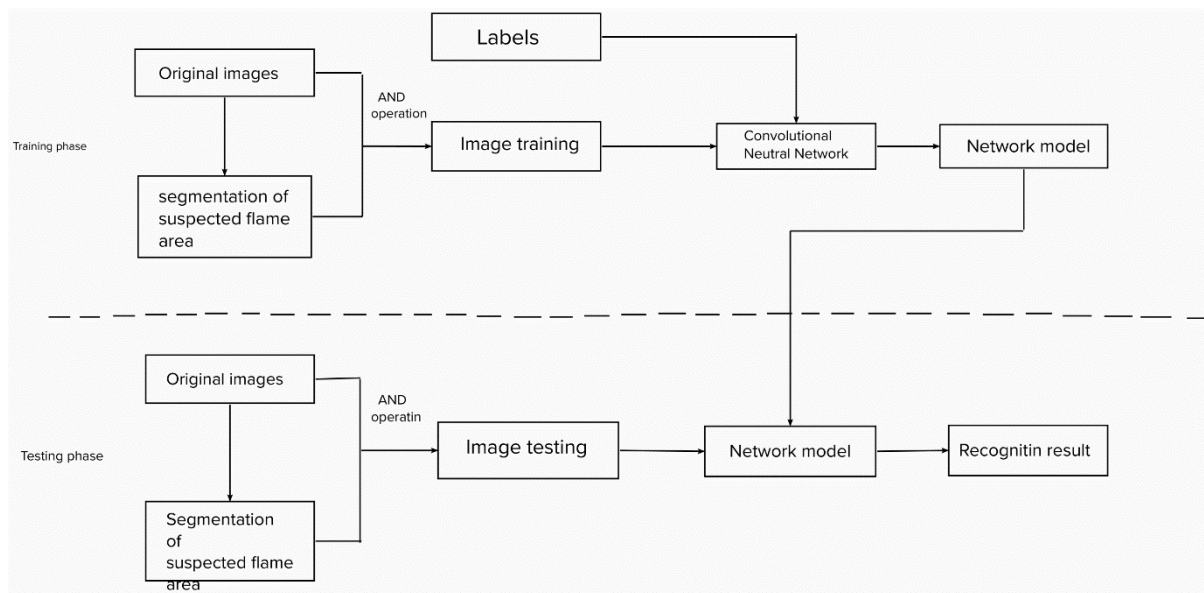 Labels
Original images
AND
operation
Training phase
Image training
Convolutional
Neutral Network
Network model
segmentation of
suspected flame
area
Original images
AND
operatin
Testing phase
Image testing
Network model
Recognitin result
Segmentation
of
suspected flame
area